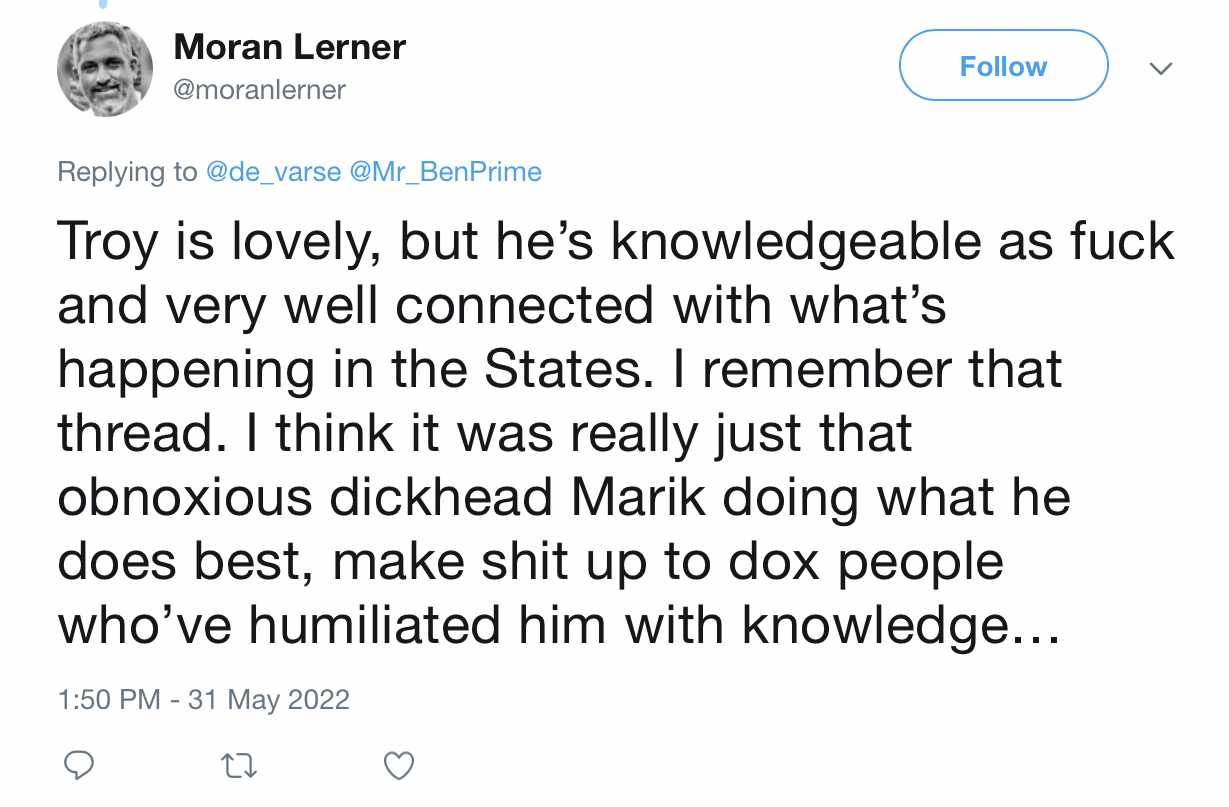 Moran Lerner
@moranlerner
Follow
Replying to @de_varse @Mr_BenPrime
Troy is lovely, but he’s knowledgeable as fuck
and very well connected with what’s
happening in the States. I remember that
thread. I think it was really just that
obnoxious dickhead Marik doing what he
does best, make shit up to dox people
who’ve humiliated him with knowledge…
1:50 PM - 31 May 2022